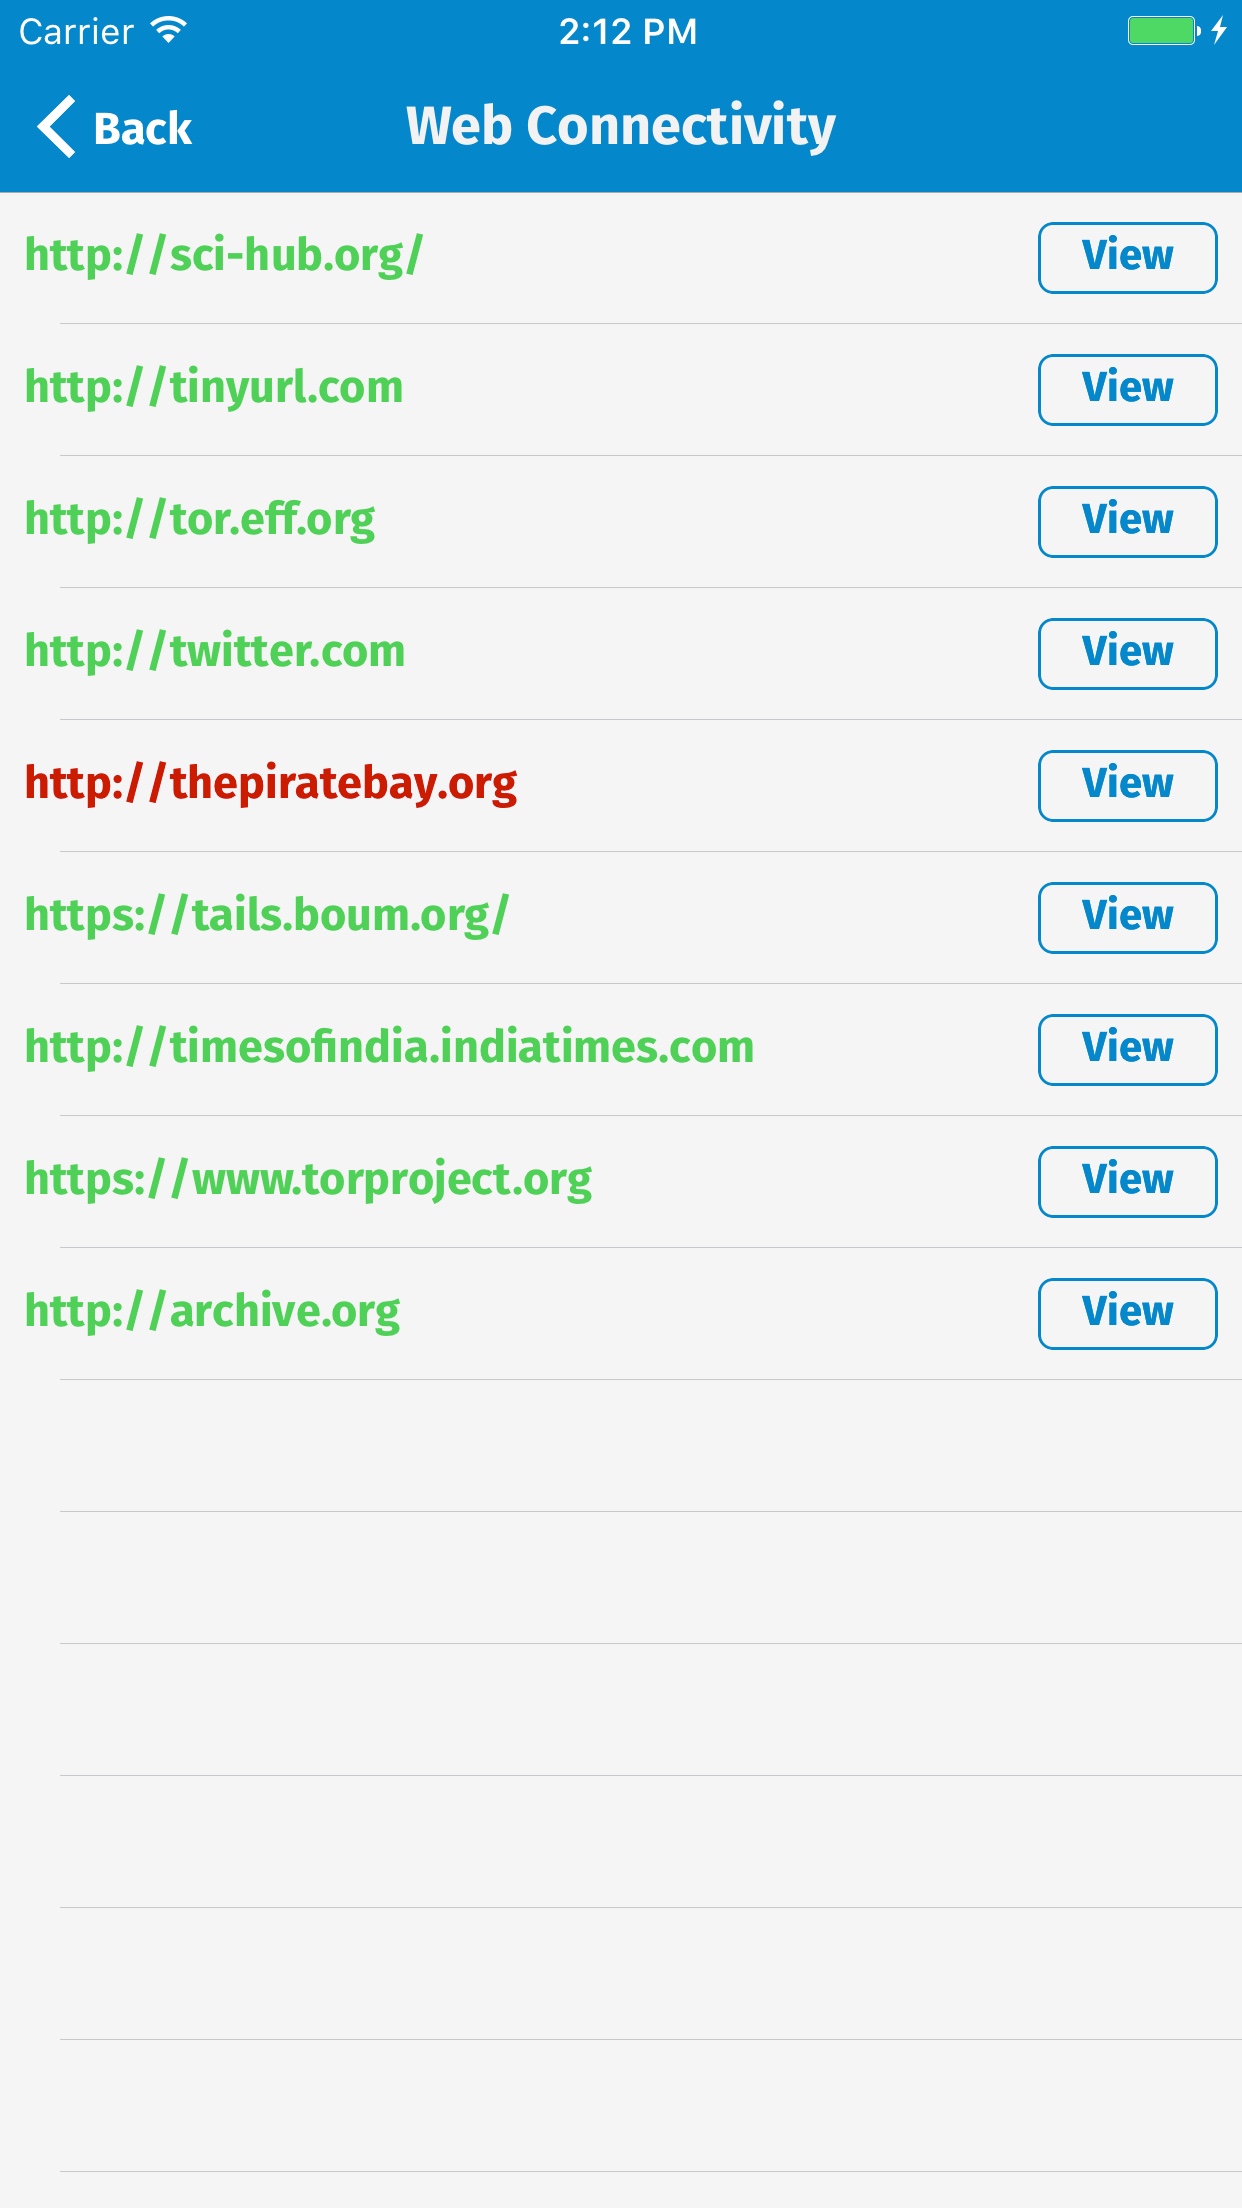 Carrier 2:12 PM
Back Web Connectivity
http://sci-hub.org/ View
http://tinyurl.com View
http://tor.eff.org View
http://twitter.com View
http://thepiratebay.org View
https://tails.boum.org/ View
http://timesofindia.indiatimes.com View
https://www.torproject.org View
http://archive.org View